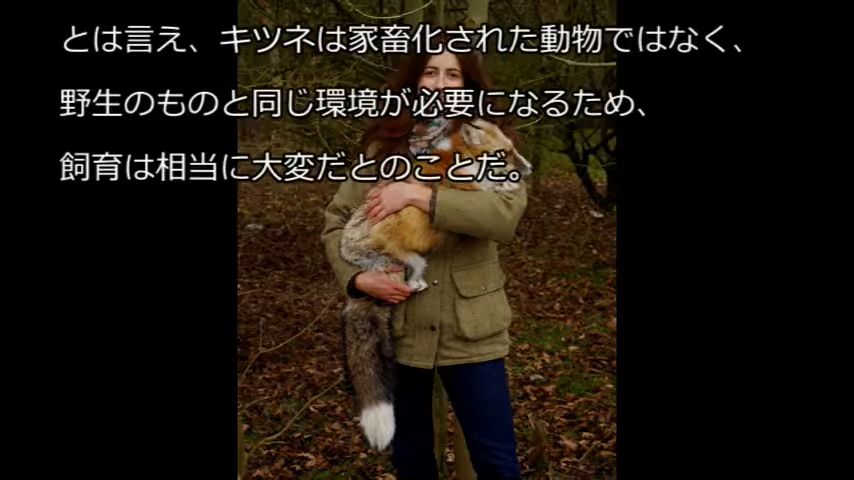 とは言え、キツネは家畜化された動物ではなく、
野生のものと同じ環境が必要になるため、
飼育は相当に大変だとのことだ。